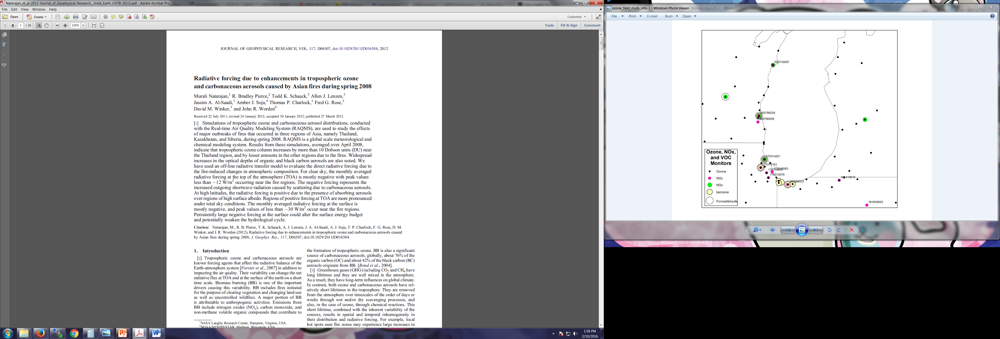 Natarajan_et_al-2012-Journal_of_Geophysical_Research__Solid_Earth_(1978-2012).pdf - Adobe Acrobat Pro
File Edit View Window Help
Open Create Customize
1 / 18 125% Tools Fill & Sign Comment
JOURNAL OF GEOPHYSICAL RESEARCH, VOL. 117, D06307, doi:10.1029/2011JD016584, 2012
Radiative forcing due to enhancements in tropospheric ozone
and carbonaceous aerosols caused by Asian fires during spring 2008
Murali Natarajan,1 R. Bradley Pierce,2 Todd K. Schaack,3 Allen J. Lenzen,3
Jassim A. Al-Saadi,1 Amber J. Soja,4 Thomas P. Charlock,1 Fred G. Rose,5
David M. Winker,1 and John R. Worden6
Received 22 July 2011; revised 24 January 2012; accepted 30 January 2012; published 27 March 2012.
[1] Simulations of tropospheric ozone and carbonaceous aerosol distributions, conducted
with the Real-time Air Quality Modeling System (RAQMS), are used to study the effects
of major outbreaks of fires that occurred in three regions of Asia, namely Thailand,
Kazakhstan, and Siberia, during spring 2008. RAQMS is a global scale meteorological and
chemical modeling system. Results from these simulations, averaged over April 2008,
indicate that tropospheric ozone column increases by more than 10 Dobson units (DU) near
the Thailand region, and by lesser amounts in the other regions due to the fires. Widespread
increases in the optical depths of organic and black carbon aerosols are also noted. We
have used an off-line radiative transfer model to evaluate the direct radiative forcing due to
the fire-induced changes in atmospheric composition. For clear sky, the monthly averaged
radiative forcing at the top of the atmosphere (TOA) is mostly negative with peak values
less than −12 W/m2 occurring near the fire regions. The negative forcing represents the
increased outgoing shortwave radiation caused by scattering due to carbonaceous aerosols.
At high latitudes, the radiative forcing is positive due to the presence of absorbing aerosols
over regions of high surface albedo. Regions of positive forcing at TOA are more pronounced
under total sky conditions. The monthly averaged radiative forcing at the surface is
mostly negative, and peak values of less than −30 W/m2 occur near the fire regions.
Persistently large negative forcing at the surface could alter the surface energy budget
and potentially weaken the hydrological cycle.
Citation: Natarajan, M., R. B. Pierce, T. K. Schaack, A. J. Lenzen, J. A. Al-Saadi, A. J. Soja, T. P. Charlock, F. G. Rose, D. M.
Winker, and J. R. Worden (2012), Radiative forcing due to enhancements in tropospheric ozone and carbonaceous aerosols caused
by Asian fires during spring 2008, J. Geophys. Res., 117, D06307, doi:10.1029/2011JD016584.
1. Introduction
[2] Tropospheric ozone and carbonaceous aerosols are
known forcing agents that affect the radiative balance of the
Earth-atmosphere system [Forster et al., 2007] in addition to
impacting the air quality. Their variability can change the net
radiative flux at TOA and at the surface of the earth on a short
time scale. Biomass burning (BB) is one of the important
drivers causing this variability. BB includes fires initiated
for the purpose of clearing vegetation and changing land-use
as well as uncontrolled wildfires. A major portion of BB
is attributable to anthropogenic activities. Emissions from
BB include nitrogen oxides (NOx), carbon monoxide, and
non-methane volatile organic compounds that contribute to
1NASA Langley Research Center, Hampton, Virginia, USA.
2NOAA/NESDIS/STAR, Madison, Wisconsin, USA.
the formation of tropospheric ozone. BB is also a significant
source of carbonaceous aerosols; globally, about 76% of the
organic carbon (OC) and about 42% of the black carbon (BC)
aerosols originate from BB. [Bond et al., 2004].
[3] Greenhouse gases (GHG) including CO2 and CH4 have
long lifetimes and they are well mixed in the atmosphere.
As a result, they have long-term influences on global climate.
In contrast, both ozone and carbonaceous aerosols have rel-
atively short lifetimes in the troposphere. They are removed
from the atmosphere over timescales of the order of days or
weeks through wet and/or dry scavenging processes, and
also, in the case of ozone, through chemical reactions. This
short lifetime, combined with the inherent variability of the
sources, results in spatial and temporal inhomogeneity in
their distribution and radiative forcing. For example, local
hot spots near fire zones may experience large increases in
1:58 PM
2/10/2016
ozone_field_study_info-1 - Windows Photo Viewer
File Print E-mail Burn Open
550710007
550790026
550790056
170314201
170313103
170310063
170314002
170310076
180890022
181410015
181830003
Ozone, NOx,
and VOC
Monitors
Ozone
NOx
NOy
benzene
Formaldehyde